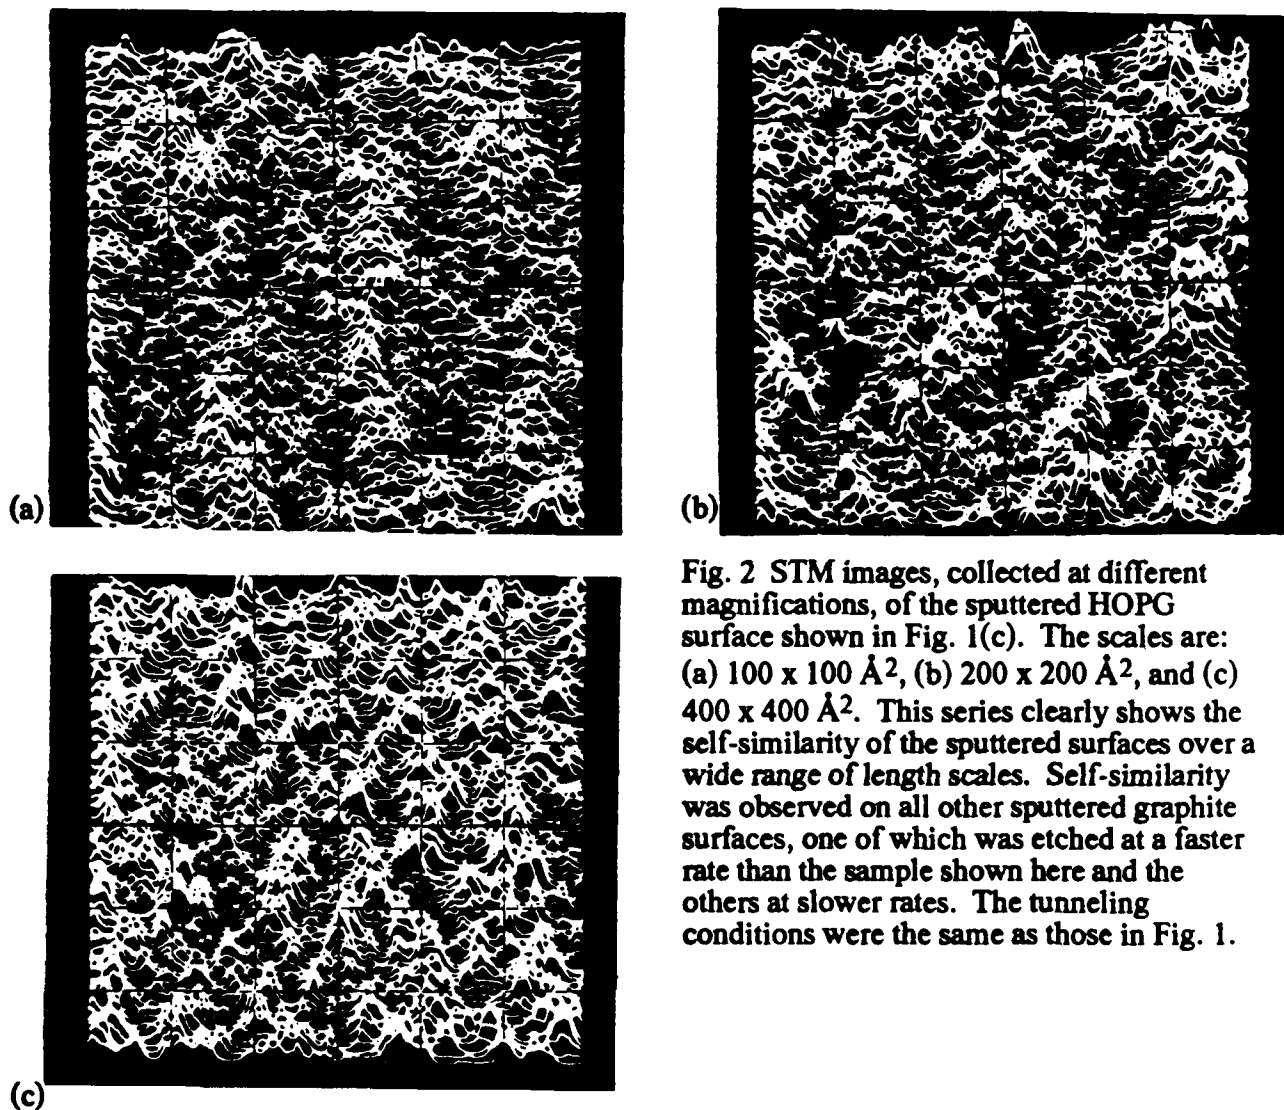 (a)
(b)
Fig. 2 STM images, collected at different
magnifications, of the sputtered HOPG
surface shown in Fig. 1(c). The scales are:
(a) 100 x 100 Å², (b) 200 x 200 Å², and (c)
400 x 400 Å². This series clearly shows the
self-similarity of the sputtered surfaces over a
wide range of length scales. Self-similarity
was observed on all other sputtered graphite
surfaces, one of which was etched at a faster
rate than the sample shown here and the
others at slower rates. The tunneling
conditions were the same as those in Fig. 1.
(c)